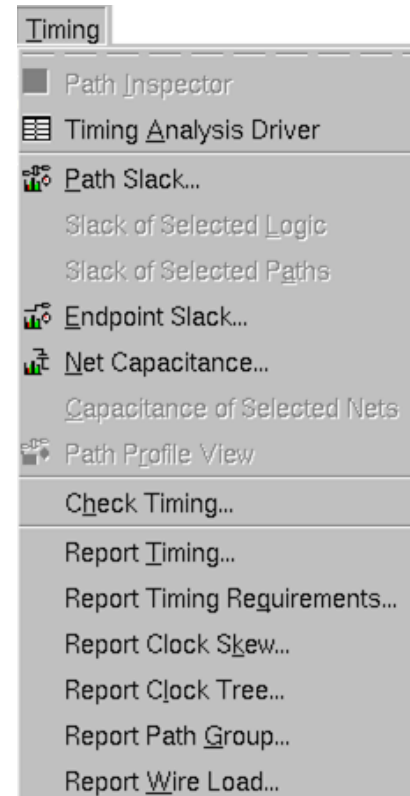 Timing
Path Inspector
Timing Analysis Driver
Path Slack...
Slack of Selected Logic
Slack of Selected Paths
Endpoint Slack...
Net Capacitance...
Capacitance of Selected Nets
Path Profile View
Check Timing...
Report Timing...
Report Timing Requirements...
Report Clock Skew...
Report Clock Tree...
Report Path Group...
Report Wire Load...